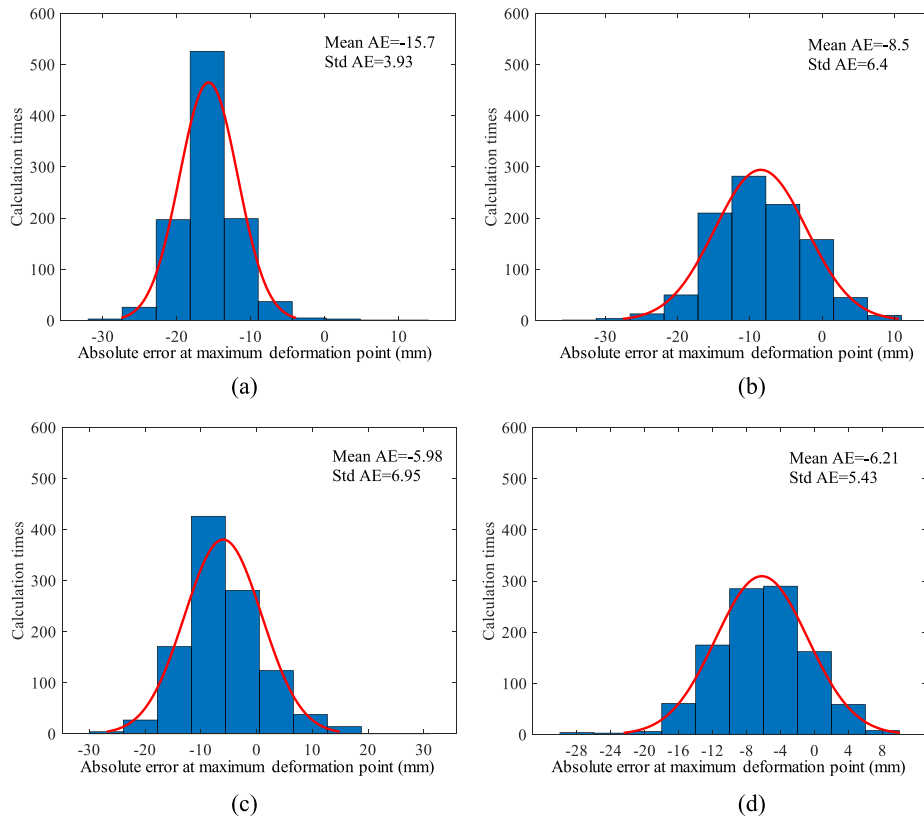 600
500
400
300
200
100
0
Calculation times
Mean AE=-15.7
Std AE=3.93
-30 -20 -10 0 10
Absolute error at maximum deformation point (mm)
(a)
600
500
400
300
200
100
0
Calculation times
Mean AE=-8.5
Std AE=6.4
-30 -20 -10 0 10
Absolute error at maximum deformation point (mm)
(b)
600
500
400
300
200
100
0
Calculation times
Mean AE=-5.98
Std AE=6.95
-30 -20 -10 0 10 20 30
Absolute error at maximum deformation point (mm)
(c)
600
500
400
300
200
100
0
Calculation times
Mean AE=-6.21
Std AE=5.43
-28 -24 -20 -16 -12 -8 -4 0 4 8
Absolute error at maximum deformation point (mm)
(d)